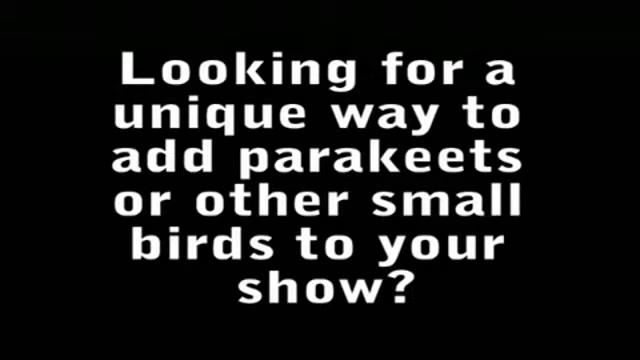 Looking for a
unique way to
add parakeets
or other small
birds to your
show?